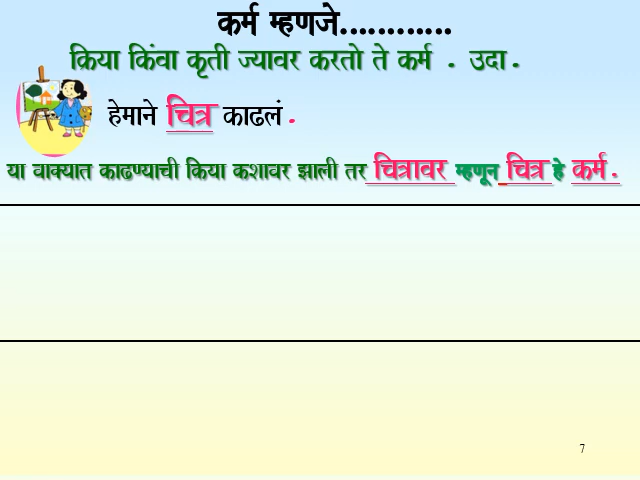 कर्म म्हणजे............
क्रिया किंवा कृती ज्यावर करतो ते कर्म . उदा.
हेमाने चित्र काढलं.
या वाक्यात काढण्याची क्रिया कशावर झाली तर चित्रावर म्हणून चित्र हे कर्म.
7